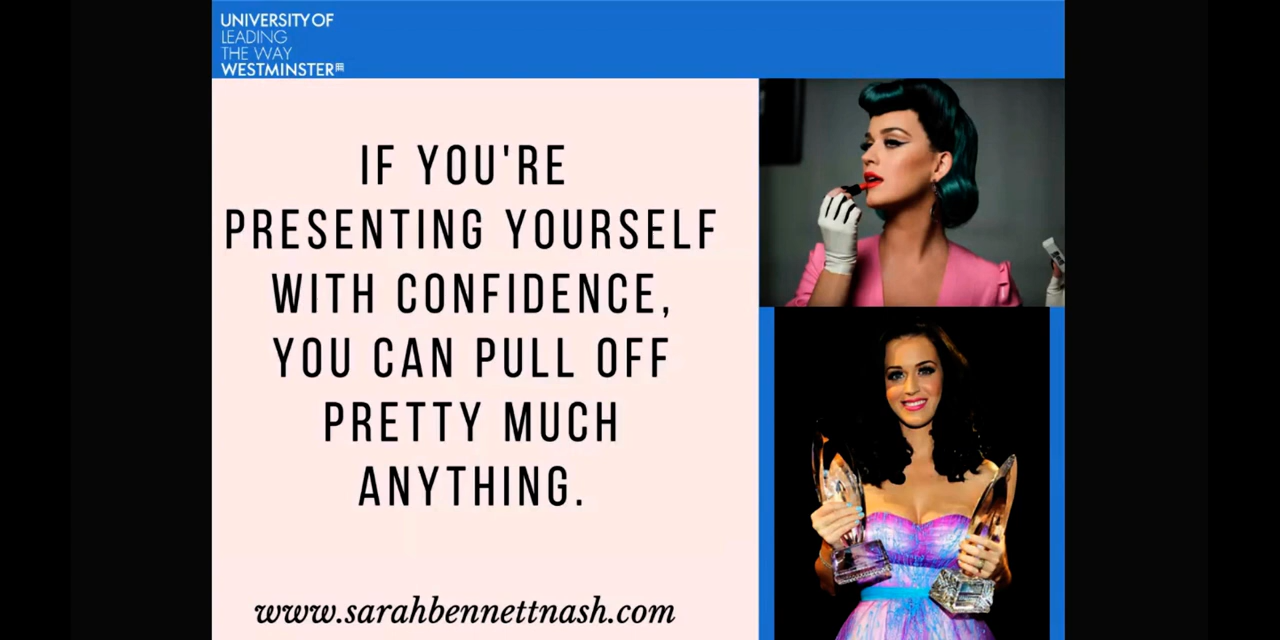 UNIVERSITY OF
LEADING
THE WAY
WESTMINSTER
IF YOU'RE
PRESENTING YOURSELF
WITH CONFIDENCE,
YOU CAN PULL OFF
PRETTY MUCH
ANYTHING.
www.sarahbennettnash.com